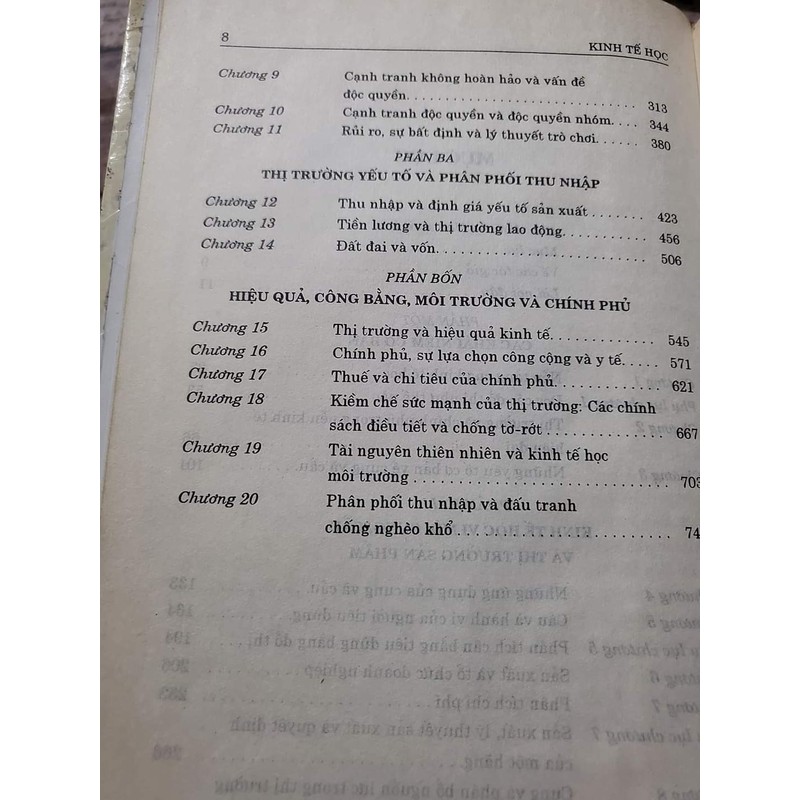 8 KINH TẾ HỌC
Chương 9 Cạnh tranh không hoàn hảo và vấn đề
độc quyền. . . . . . . . . . . . . . . . . . . . . . . . . . . . . 313
Chương 10 Cạnh tranh độc quyền và độc quyền nhóm. . . . 344
Chương 11 Rủi ro, sự bất định và lý thuyết trò chơi. . . . . 380
PHẦN BA
THỊ TRƯỜNG YẾU TỐ VÀ PHÂN PHỐI THU NHẬP
Chương 12 Thu nhập và định giá yếu tố sản xuất . . . . . . . 423
Chương 13 Tiền lương và thị trường lao động. . . . . . . . . . 456
Chương 14 Đất đai và vốn. . . . . . . . . . . . . . . . . . . . . . . . 506
PHẦN BỐN
HIỆU QUẢ, CÔNG BẰNG, MÔI TRƯỜNG VÀ CHÍNH PHỦ
Chương 15 Thị trường và hiệu quả kinh tế. . . . . . . . . . . . 545
Chương 16 Chính phủ, sự lựa chọn công cộng và y tế. . . . . 571
Chương 17 Thuế và chi tiêu của chính phủ. . . . . . . . . . . . 621
Chương 18 Kiềm chế sức mạnh của thị trường: Các chính
sách điều tiết và chống tờ-rớt . . . . . . . . . . . . . . 667
Chương 19 Tài nguyên thiên nhiên và kinh tế học
môi trường . . . . . . . . . . . . . . . . . . . . . . . . . . . 703
Chương 20 Phân phối thu nhập và đấu tranh
chống nghèo khổ . . . . . . . . . . . . . . . . . . . . . . . 74